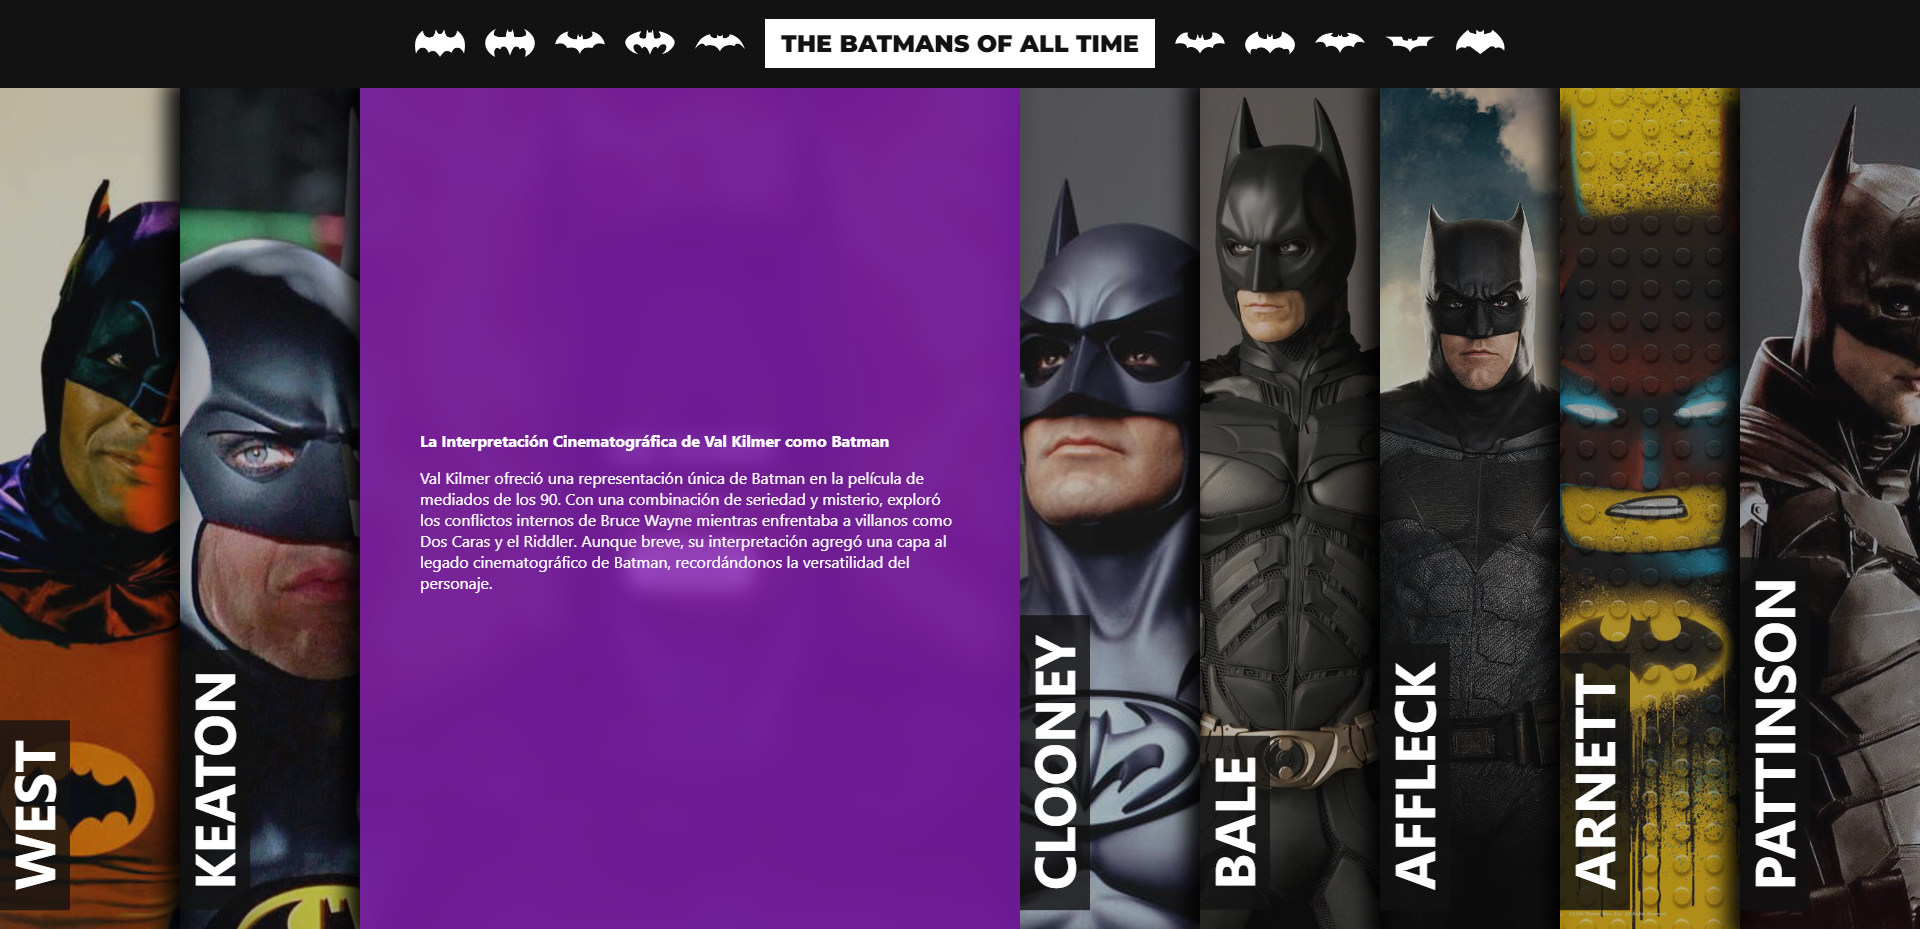 THE BATMANS OF ALL TIME
WEST
KEATON
La Interpretación Cinematográfica de Val Kilmer como Batman
Val Kilmer ofreció una representación única de Batman en la película de
mediados de los 90. Con una combinación de seriedad y misterio, exploró
los conflictos internos de Bruce Wayne mientras enfrentaba a villanos como
Dos Caras y el Riddler. Aunque breve, su interpretación agregó una capa al
legado cinematográfico de Batman, recordándonos la versatilidad del
personaje.
CLOONEY
BALE
AFFLECK
ARNETT
PATTINSON